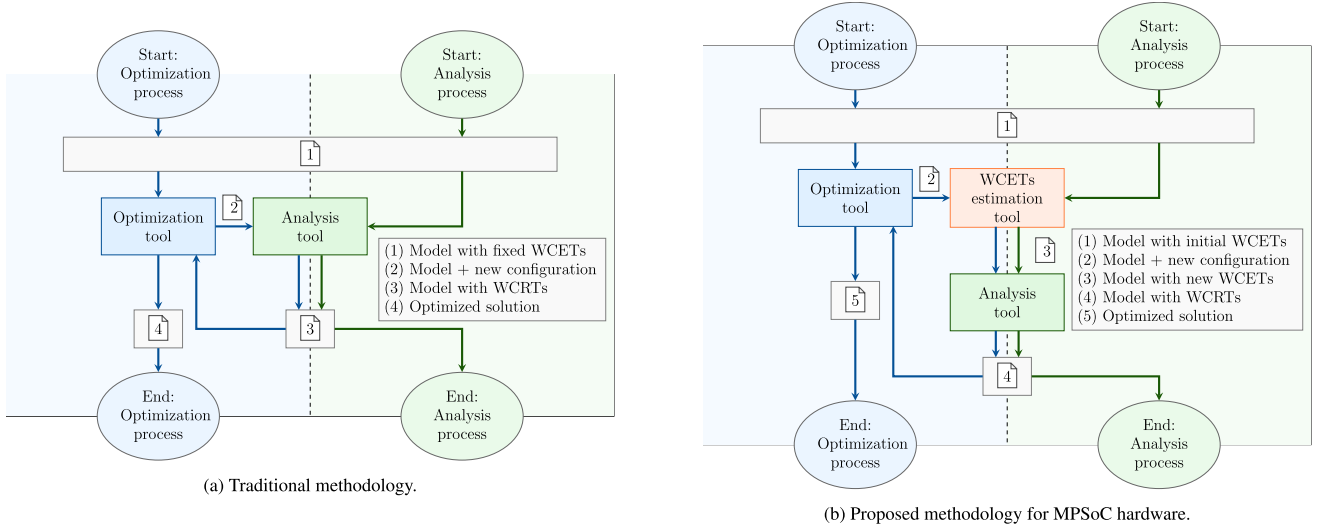 Start:
Optimization
process
Start:
Analysis
process
1
Optimization
tool
2
Analysis
tool
(1) Model with fixed WCETs
(2) Model + new configuration
(3) Model with WCRTs
(4) Optimized solution
4
3
End:
Optimization
process
End:
Analysis
process
(a) Traditional methodology.
Start:
Optimization
process
Start:
Analysis
process
1
Optimization
tool
2
WCETs
estimation
tool
3
(1) Model with initial WCETs
(2) Model + new configuration
(3) Model with new WCETs
(4) Model with WCRTs
(5) Optimized solution
5
Analysis
tool
4
End:
Optimization
process
End:
Analysis
process
(b) Proposed methodology for MPSoC hardware.